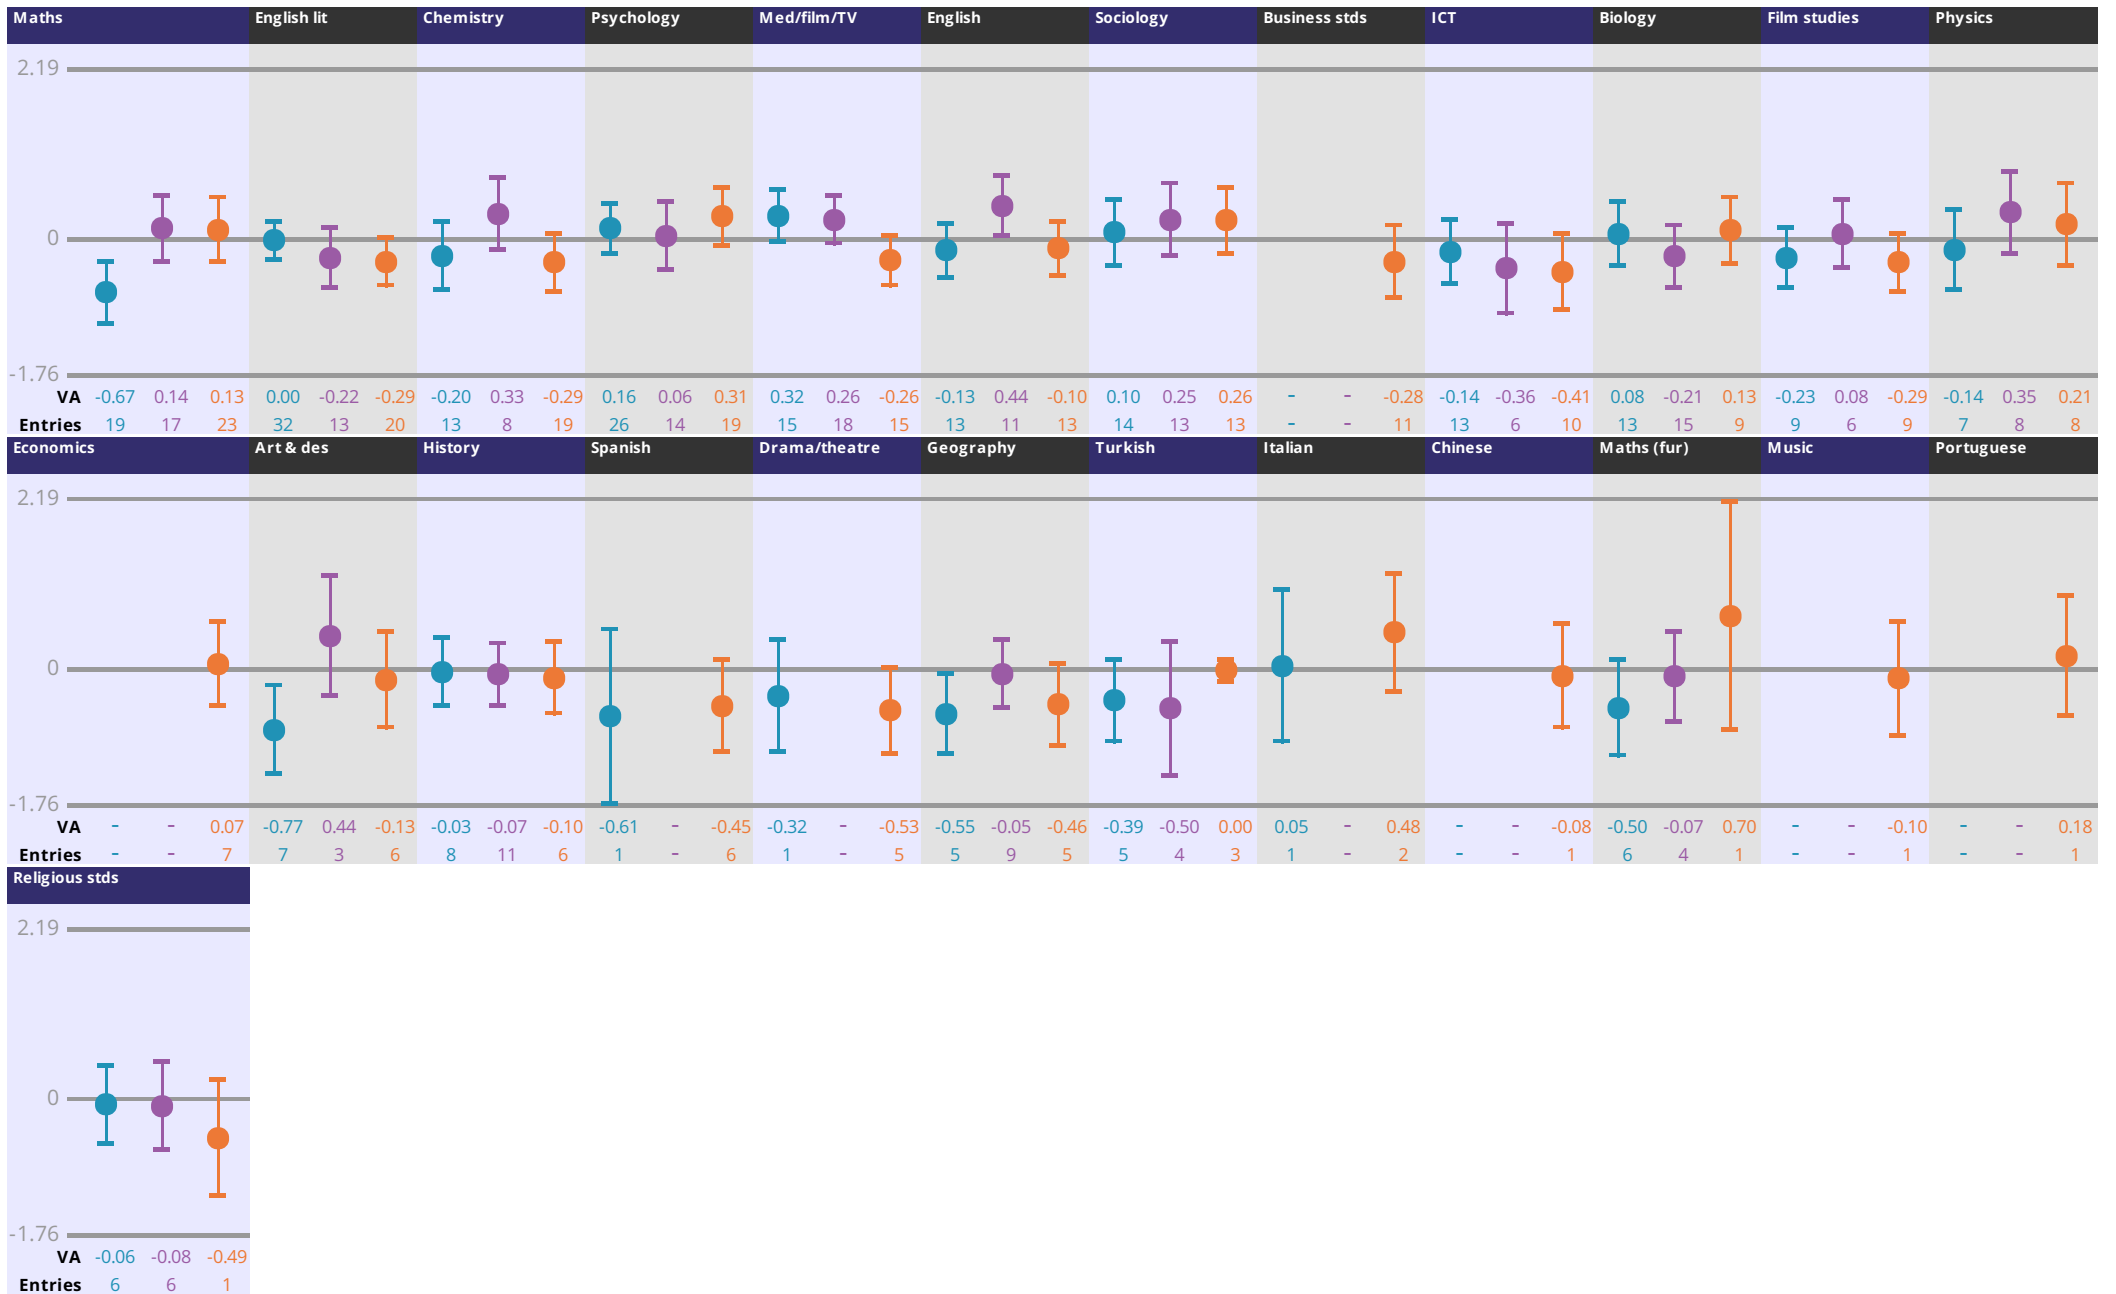 Maths English lit Chemistry Psychology Med/film/TV English Sociology Business stds ICT Biology Film studies Physics
2.19
0
-1.76
VA -0.67 0.14 0.13 0.00 -0.22 -0.29 -0.20 0.33 -0.29 0.16 0.06 0.31 0.32 0.26 -0.26 -0.13 0.44 -0.10 0.10 0.25 0.26 - - -0.28 -0.14 -0.36 -0.41 0.08 -0.21 0.13 -0.23 0.08 -0.29 -0.14 0.35 0.21
Entries 19 17 23 32 13 20 13 8 19 26 14 19 15 18 15 13 11 13 14 13 13 - - 11 13 6 10 13 15 9 9 6 9 7 8 8
Economics Art & des History Spanish Drama/theatre Geography Turkish Italian Chinese Maths (fur) Music Portuguese
2.19
0
-1.76
VA - - 0.07 -0.77 0.44 -0.13 -0.03 -0.07 -0.10 -0.61 - -0.45 -0.32 - -0.53 -0.55 -0.05 -0.46 -0.39 -0.50 0.00 0.05 - 0.48 - - -0.08 -0.50 -0.07 0.70 - - -0.10 - - 0.18
Entries - - 7 7 3 6 8 11 6 1 - 6 1 - 5 5 9 5 5 4 3 1 - 2 - - 1 6 4 1 - - 1 - - 1
Religious stds
2.19
0
-1.76
VA -0.06 -0.08 -0.49
Entries 6 6 1